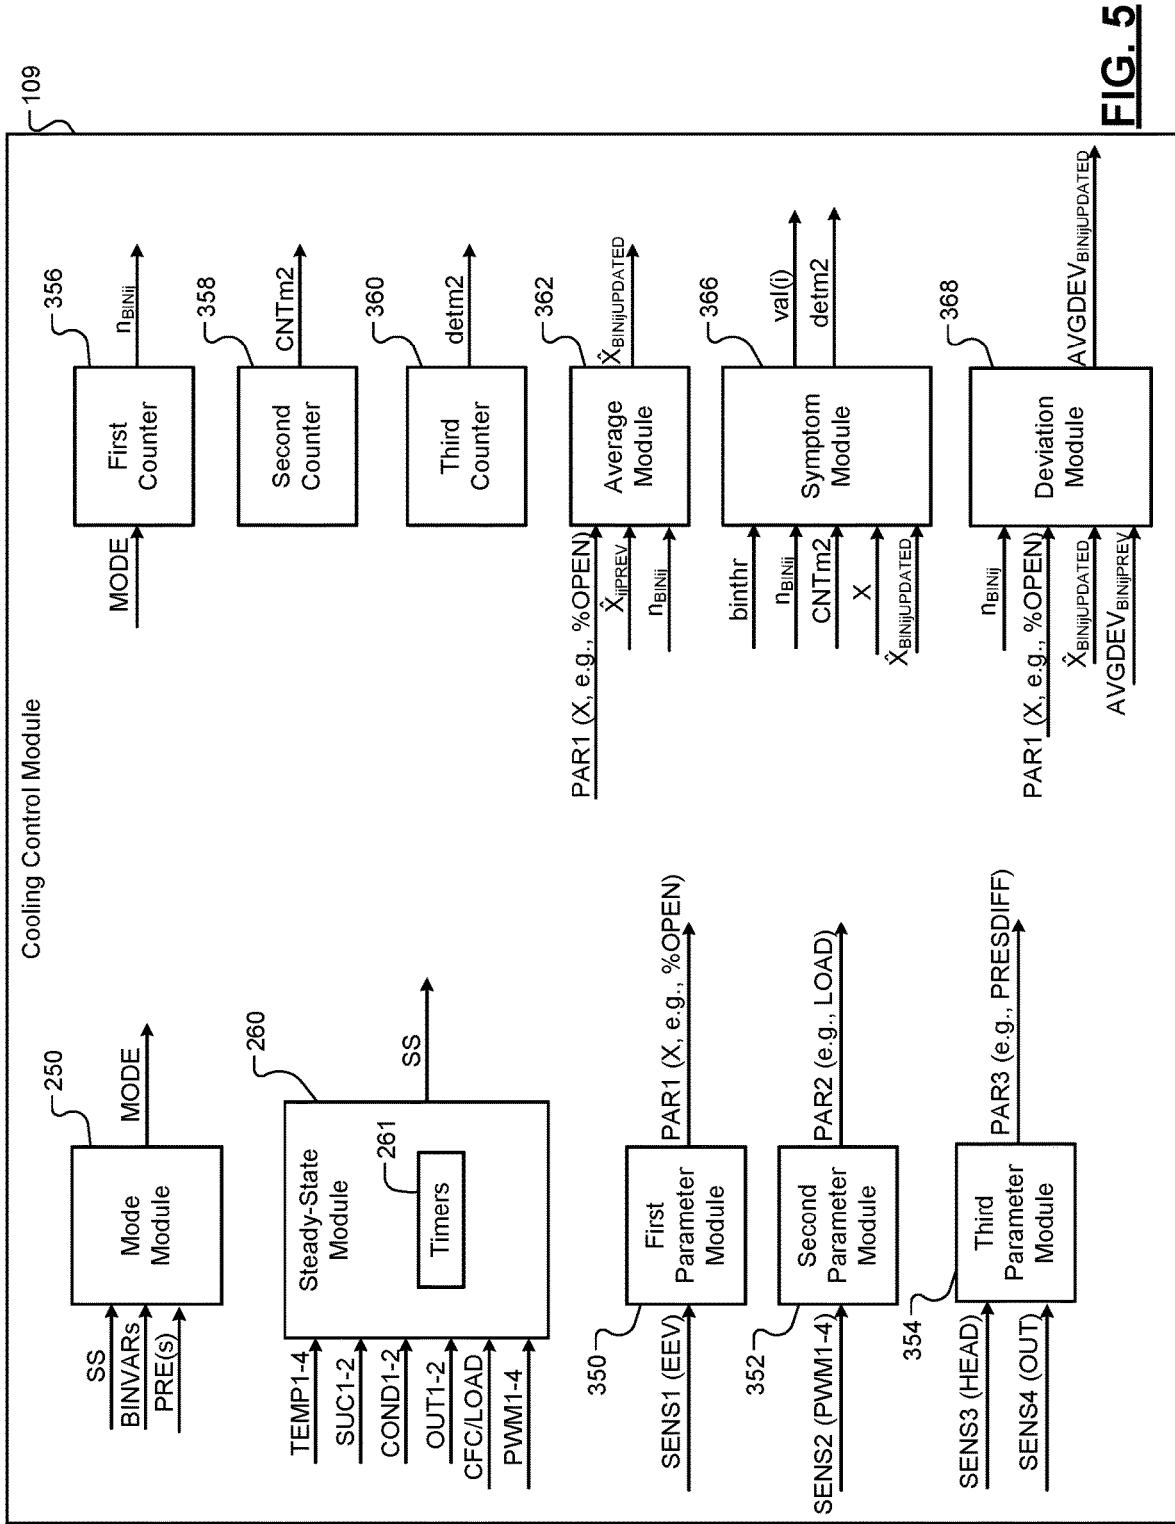 Cooling Control Module
109
250
Mode
Module
SS
BINVARs
PRE(s)
MODE
260
Steady-State
Module
261
Timers
TEMP1-4
SUC1-2
COND1-2
OUT1-2
CFC/LOAD
PWM1-4
SS
350
First
Parameter
Module
SENS1 (EEV)
PAR1 (X, e.g., %OPEN)
352
Second
Parameter
Module
SENS2 (PWM1-4)
PAR2 (e.g., LOAD)
354
Third
Parameter
Module
SENS3 (HEAD)
SENS4 (OUT)
PAR3 (e.g., PRESDIFF)
356
First
Counter
MODE
nBINij
358
Second
Counter
CNTm2
360
Third
Counter
detm2
362
Average
Module
PAR1 (X, e.g., %OPEN)
X̂ijPREV
nBINij
X̂BINijUPDATED
366
Symptom
Module
binthr
nBINij
CNTm2
X
X̂BINijUPDATED
val(i)
detm2
368
Deviation
Module
nBINij
PAR1 (X, e.g., %OPEN)
X̂BINijUPDATED
AVGDEVBINijPREV
AVGDEVBINijUPDATED
FIG. 5